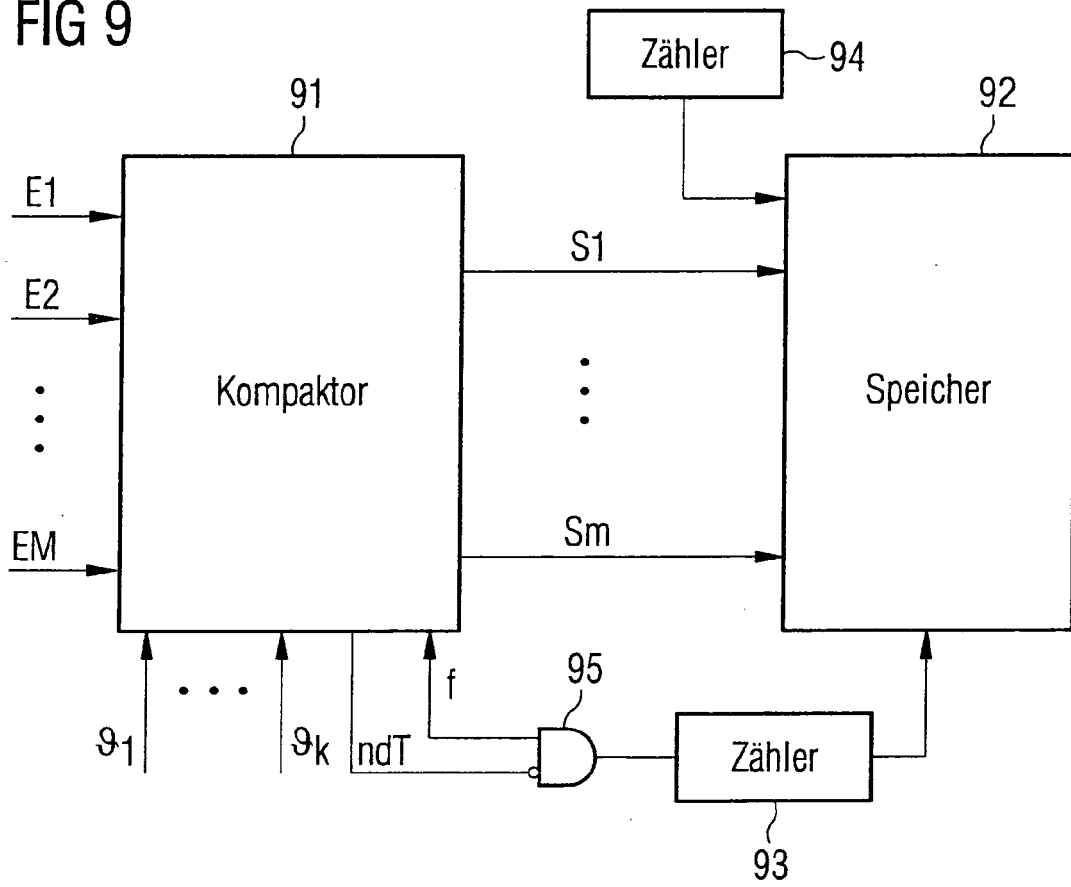 FIG 9
Zähler
94
91
92
E1
E2
EM
Kompaktor
S1
Sm
Speicher
ϑ1
ϑk
ndT
f
95
Zähler
93